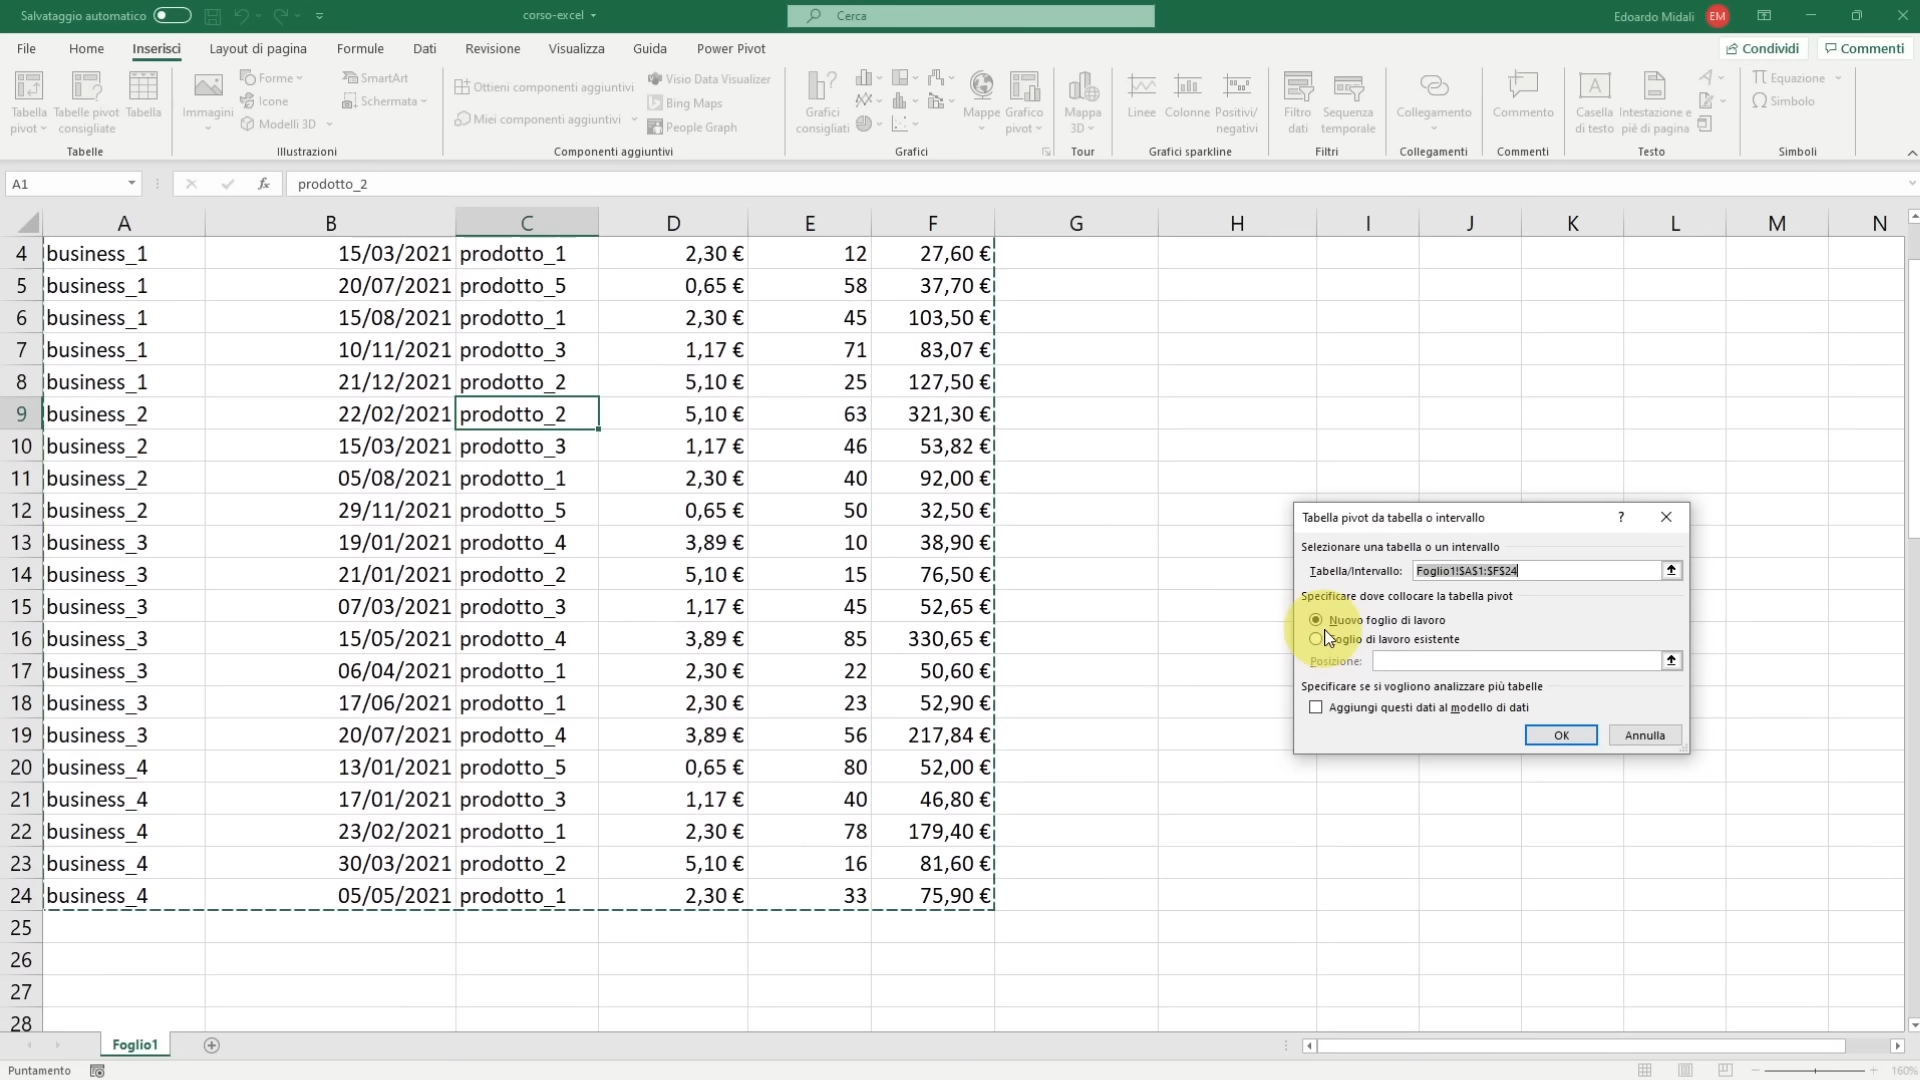 Salvataggio automatico
corso-excel
Cerca
Edoardo Midali
EM
File Home Inserisci Layout di pagina Formule Dati Revisione Visualizza Guida Power Pivot
Condividi
Commenti
Tabella pivot
Tabelle pivot consigliate
Tabella
Immagini
Forme
Icone
Modelli 3D
SmartArt
Schermata
Ottieni componenti aggiuntivi
Miei componenti aggiuntivi
Visio Data Visualizer
Bing Maps
People Graph
Grafici consigliati
Mappe
Grafico pivot
Mappa 3D
Linee
Colonne
Positivi/negativi
Filtro dati
Sequenza temporale
Collegamento
Commento
Casella di testo
Intestazione e piè di pagina
Equazione
Simbolo
Tabelle
Illustrazioni
Componenti aggiuntivi
Grafici
Tour
Grafici sparkline
Filtri
Collegamenti
Commenti
Testo
Simboli
A1
fx
prodotto_2
A B C D E F G H I J K L M N
4 business_1 15/03/2021 prodotto_1 2,30 € 12 27,60 €
5 business_1 20/07/2021 prodotto_5 0,65 € 58 37,70 €
6 business_1 15/08/2021 prodotto_1 2,30 € 45 103,50 €
7 business_1 10/11/2021 prodotto_3 1,17 € 71 83,07 €
8 business_1 21/12/2021 prodotto_2 5,10 € 25 127,50 €
9 business_2 22/02/2021 prodotto_2 5,10 € 63 321,30 €
10 business_2 15/03/2021 prodotto_3 1,17 € 46 53,82 €
11 business_2 05/08/2021 prodotto_1 2,30 € 40 92,00 €
12 business_2 29/11/2021 prodotto_5 0,65 € 50 32,50 €
13 business_3 19/01/2021 prodotto_4 3,89 € 10 38,90 €
14 business_3 21/01/2021 prodotto_2 5,10 € 15 76,50 €
15 business_3 07/03/2021 prodotto_3 1,17 € 45 52,65 €
16 business_3 15/05/2021 prodotto_4 3,89 € 85 330,65 €
17 business_3 06/04/2021 prodotto_1 2,30 € 22 50,60 €
18 business_3 17/06/2021 prodotto_1 2,30 € 23 52,90 €
19 business_3 20/07/2021 prodotto_4 3,89 € 56 217,84 €
20 business_4 13/01/2021 prodotto_5 0,65 € 80 52,00 €
21 business_4 17/01/2021 prodotto_3 1,17 € 40 46,80 €
22 business_4 23/02/2021 prodotto_1 2,30 € 78 179,40 €
23 business_4 30/03/2021 prodotto_2 5,10 € 16 81,60 €
24 business_4 05/05/2021 prodotto_1 2,30 € 33 75,90 €
25
26
27
28
Tabella pivot da tabella o intervallo
?
Selezionare una tabella o un intervallo
Tabella/Intervallo: Foglio1!$A$1:$F$24
Specificare dove collocare la tabella pivot
Nuovo foglio di lavoro
Foglio di lavoro esistente
Posizione:
Specificare se si vogliono analizzare più tabelle
Aggiungi questi dati al modello di dati
OK
Annulla
Foglio1
Puntamento
160%